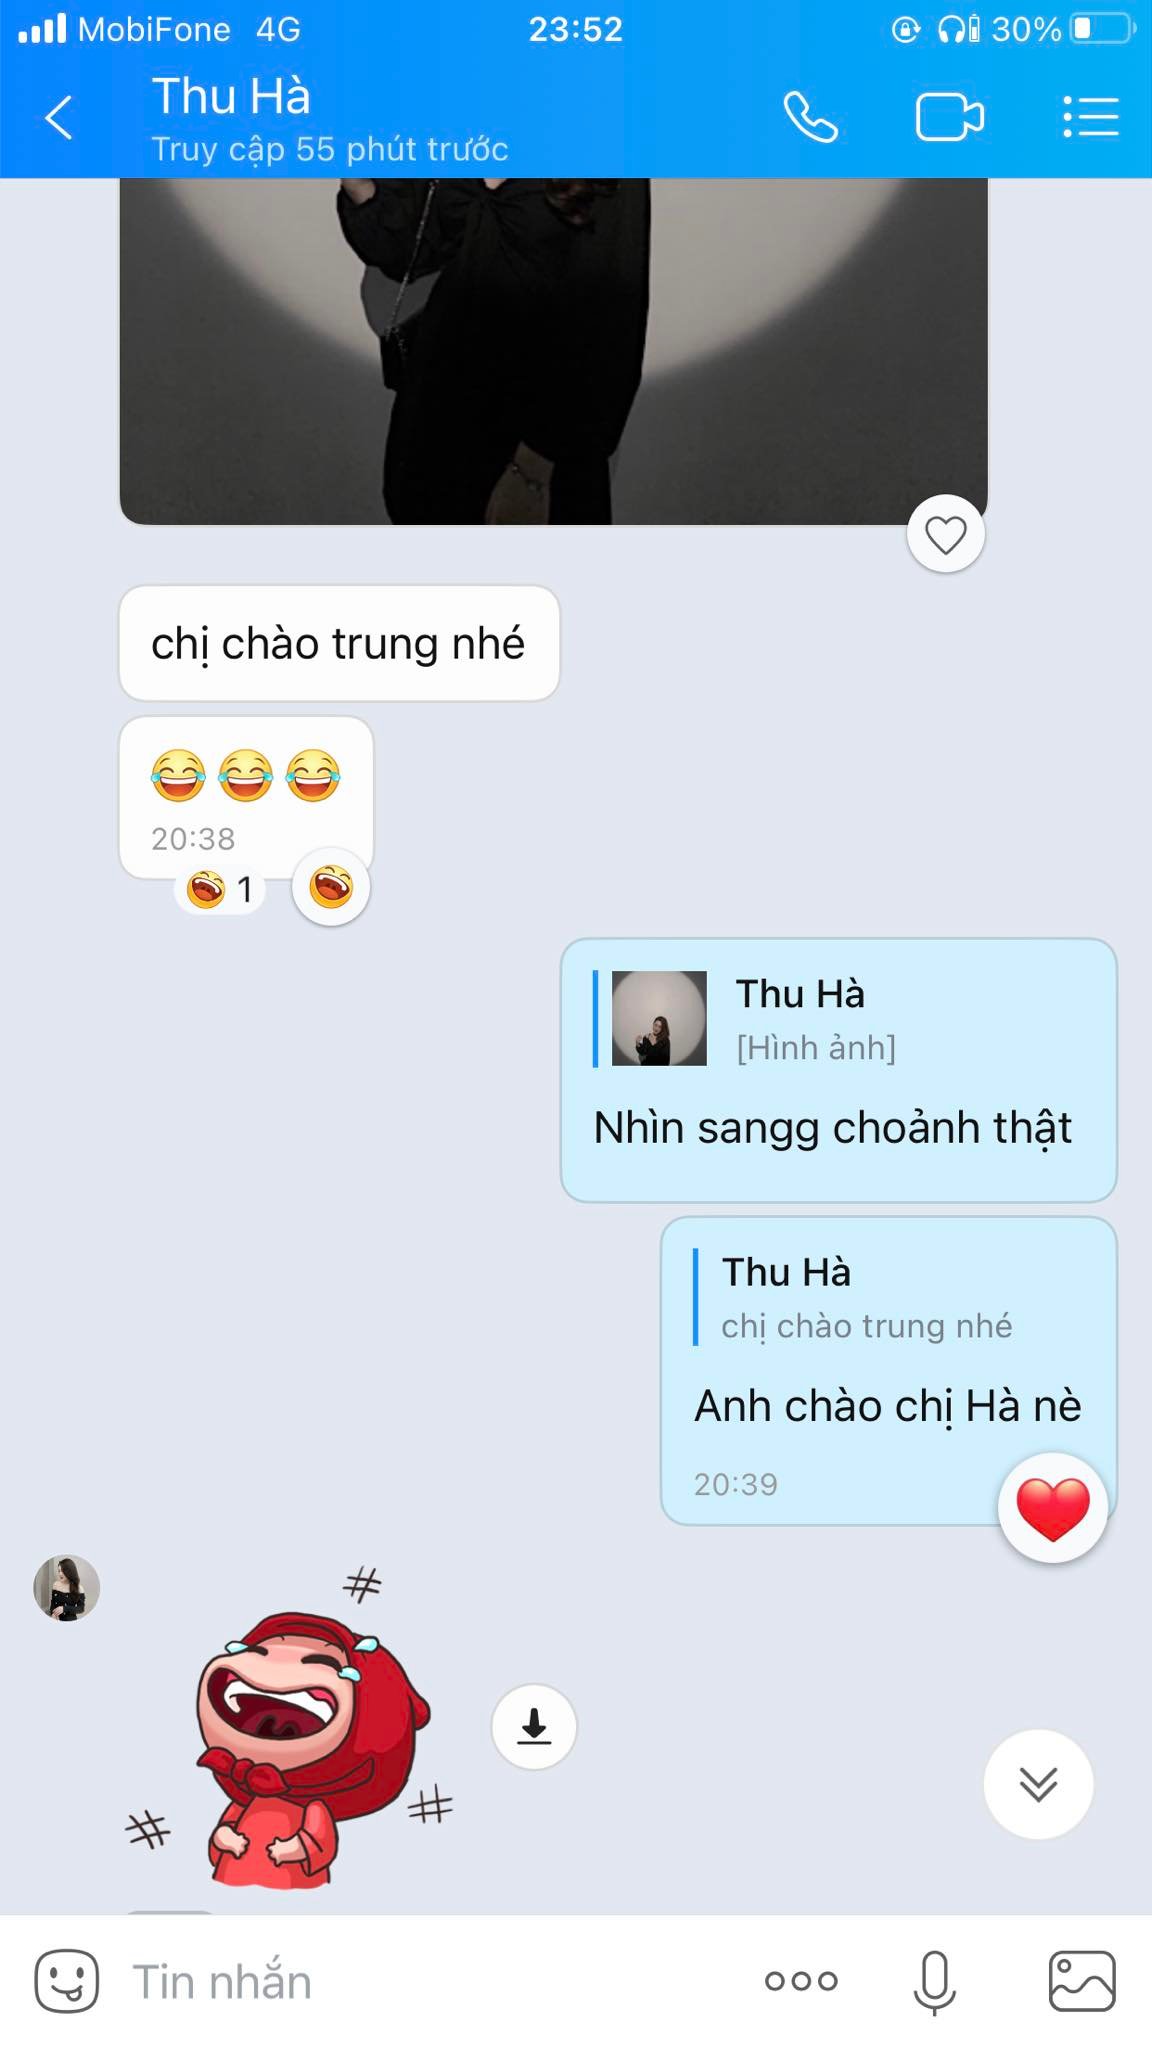 MobiFone 4G 23:52 30%
Thu Hà
Truy cập 55 phút trước
chị chào trung nhé
😂😂😂
20:38
1
Thu Hà
[Hình ảnh]
Nhìn sangg choảnh thật
Thu Hà
chị chào trung nhé
Anh chào chị Hà nè
20:39
Tin nhắn